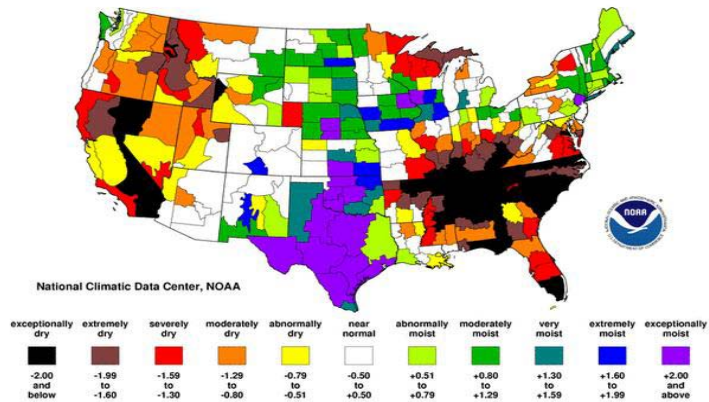 NOAA
National Climatic Data Center, NOAA
exceptionally dry
extremely dry
severely dry
moderately dry
abnormally dry
near normal
abnormally moist
moderately moist
very moist
extremely moist
exceptionally moist
-2.00 and below
-1.99 to -1.60
-1.59 to -1.30
-1.29 to -0.80
-0.79 to -0.51
-0.50 to +0.50
+0.51 to +0.79
+0.80 to +1.29
+1.30 to +1.59
+1.60 to +1.99
+2.00 and above